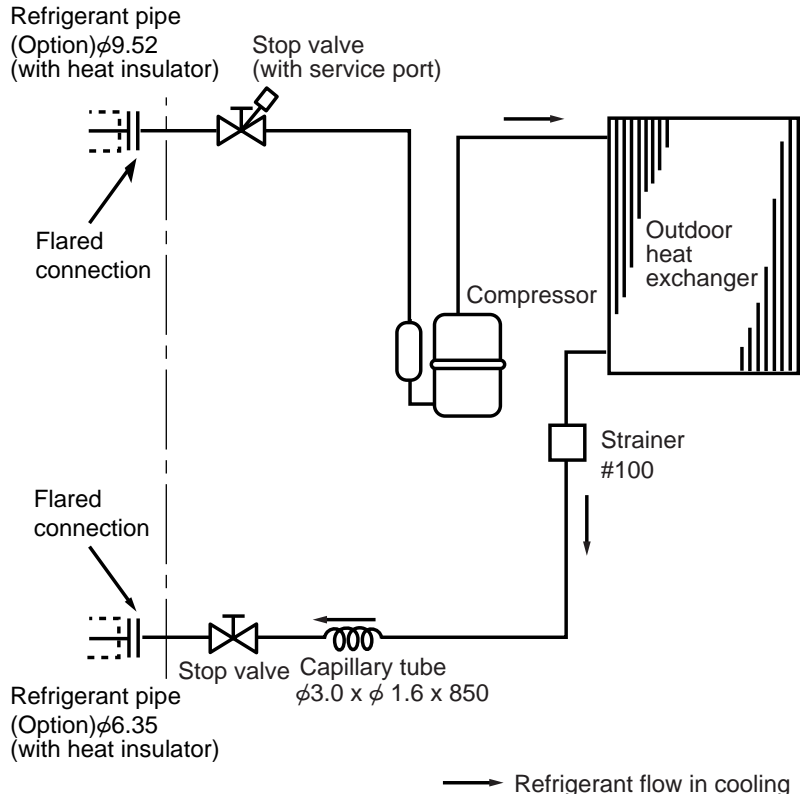 Refrigerant pipe
(Option)ϕ9.52
(with heat insulator)
Stop valve
(with service port)
Flared
connection
Outdoor
heat
exchanger
Compressor
Strainer
#100
Flared
connection
Stop valve
Capillary tube
ϕ3.0 x ϕ 1.6 x 850
Refrigerant pipe
(Option)ϕ6.35
(with heat insulator)
Refrigerant flow in cooling